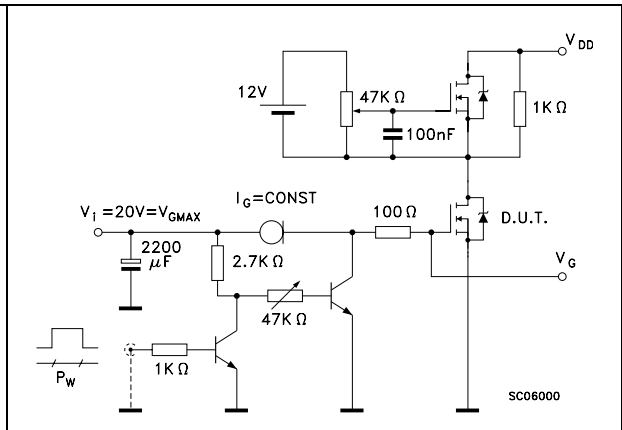 V DD
12V
47K Ω
1K Ω
100nF
I G =CONST
V i =20V=V GMAX
100 Ω
D.U.T.
2200
μF
2.7K Ω
V G
47K Ω
1K Ω
P W
SC06000